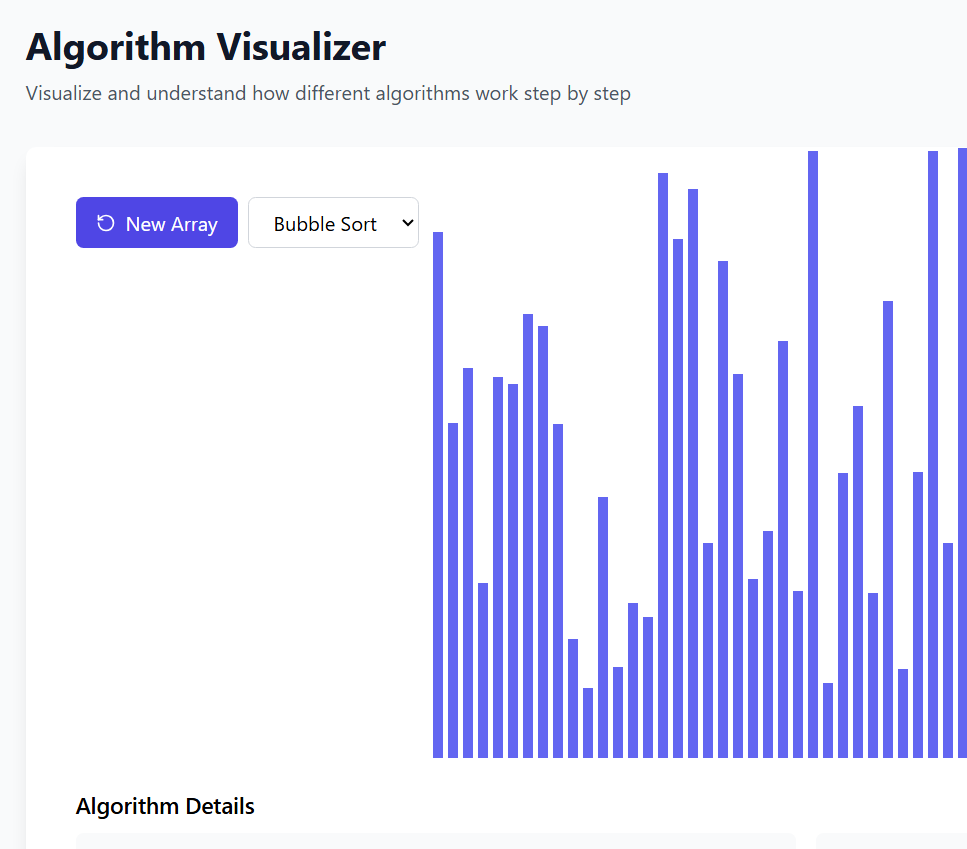 Algorithm Visualizer
Visualize and understand how different algorithms work step by step
New Array
Bubble Sort
Algorithm Details